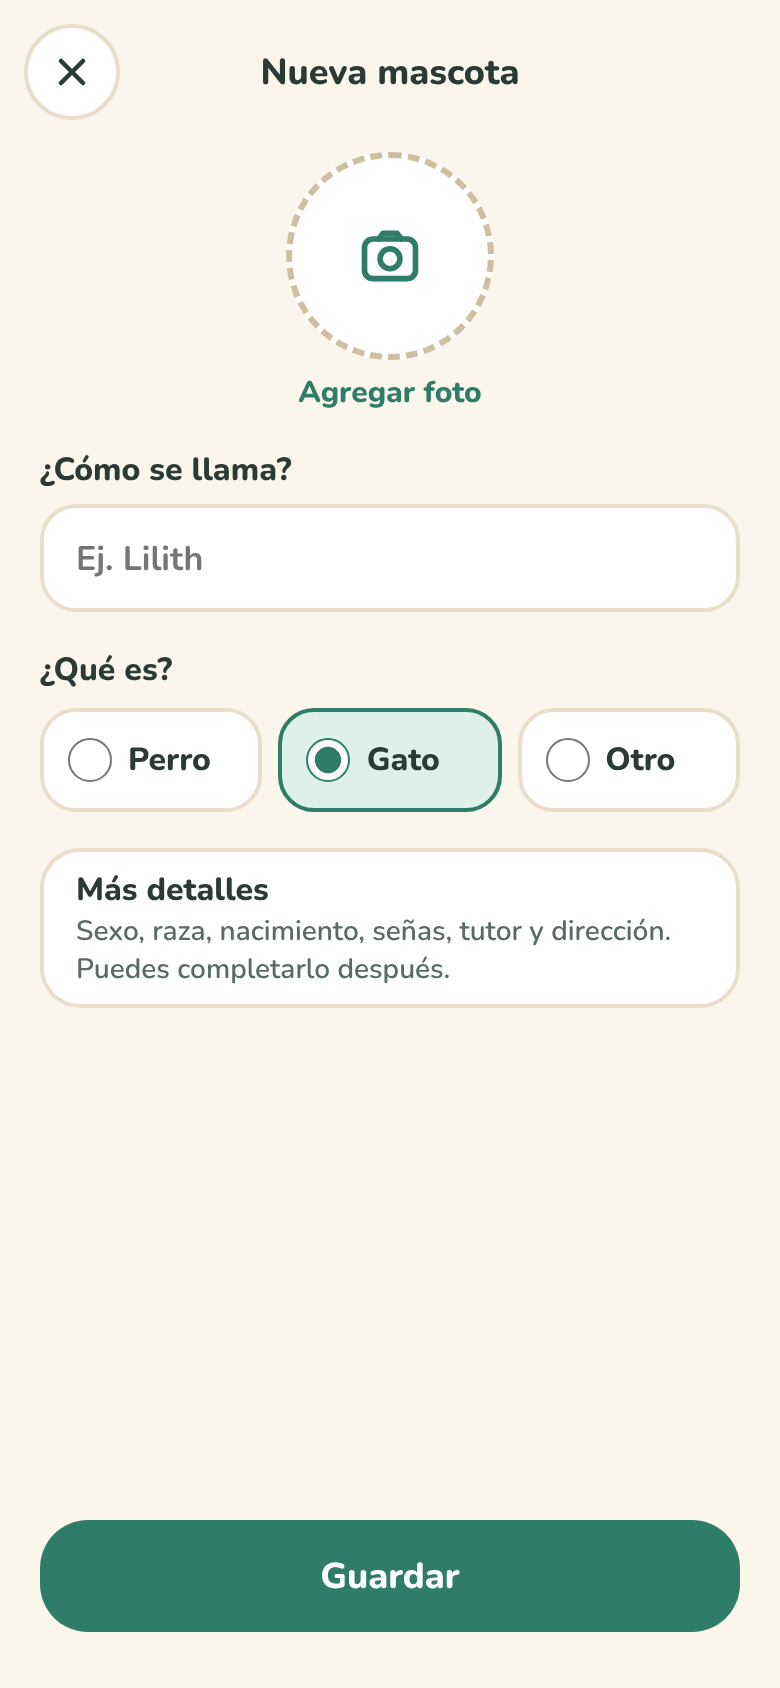 Nueva mascota
Agregar foto
¿Cómo se llama?
Ej. Lilith
¿Qué es?
Perro
Gato
Otro
Más detalles
Sexo, raza, nacimiento, señas, tutor y dirección.
Puedes completarlo después.
Guardar